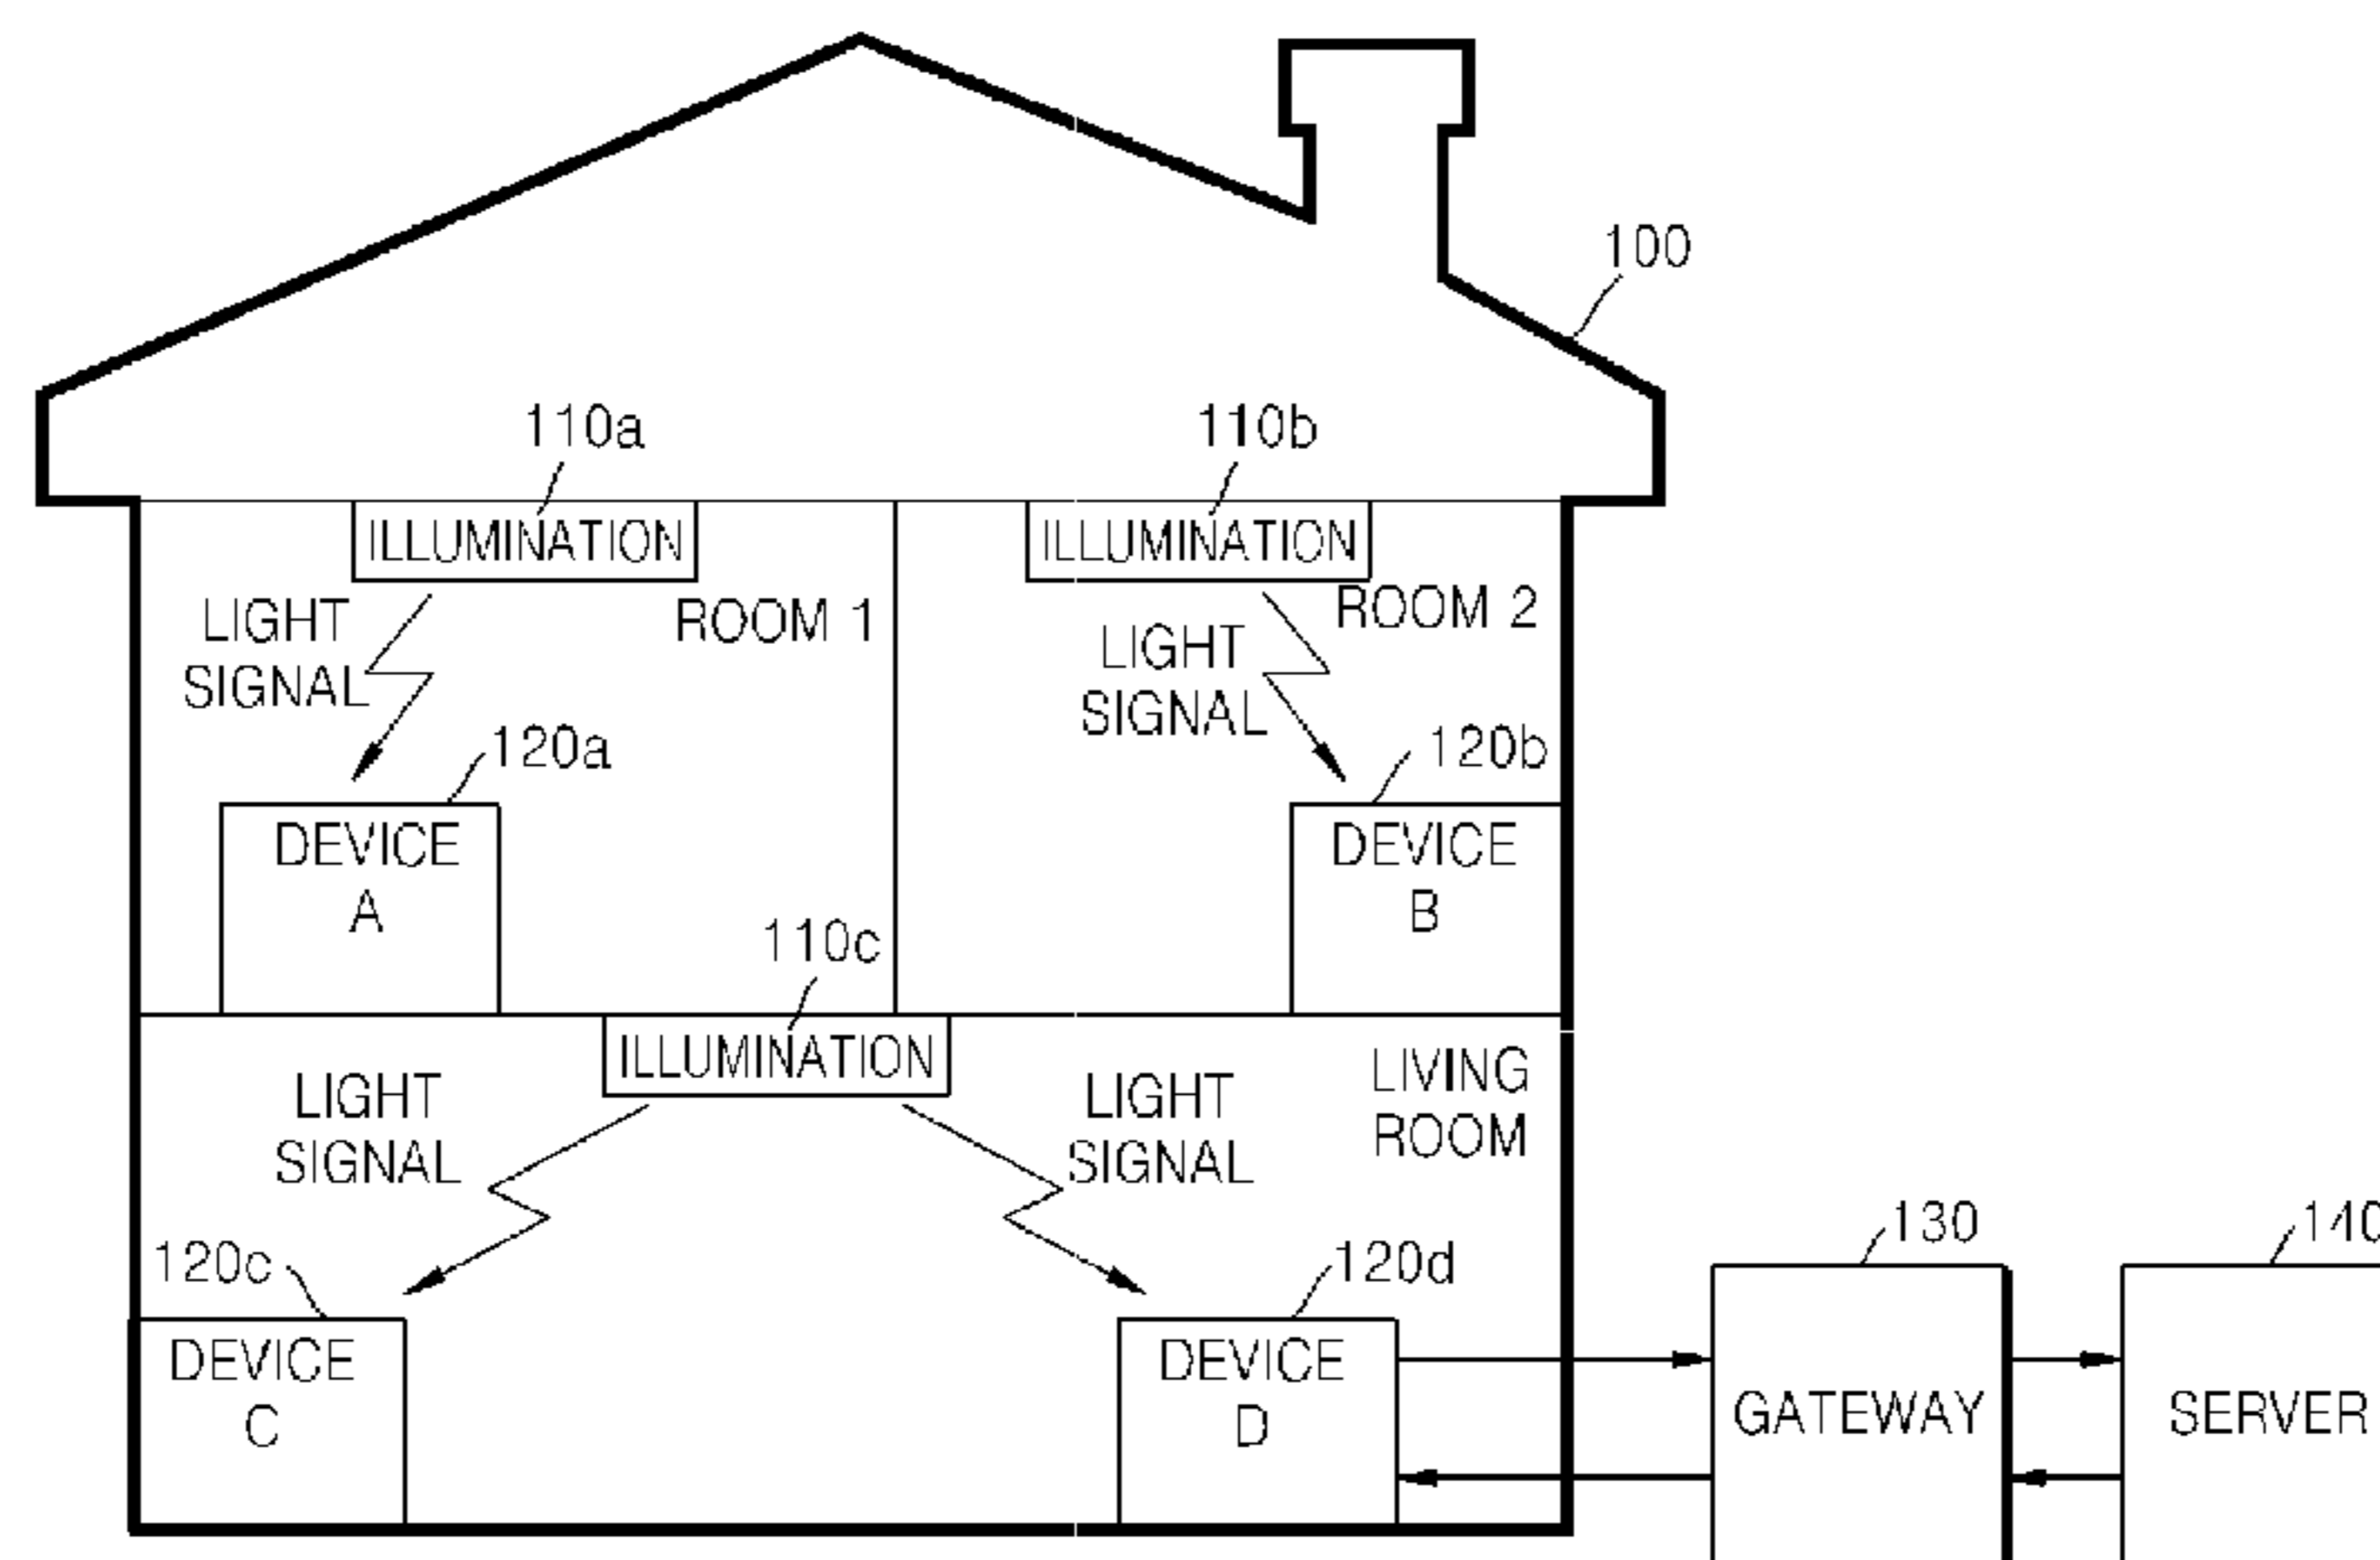 100
110a
110b
ILLUMINATION
ILLUMINATION
LIGHT
SIGNAL
ROOM 1
ROOM 2
LIGHT
SIGNAL
120a
120b
DEVICE
A
DEVICE
B
110c
ILLUMINATION
LIGHT
SIGNAL
LIGHT
SIGNAL
LIVING
ROOM
120c
120d
130
140
DEVICE
C
DEVICE
D
GATEWAY
SERVER